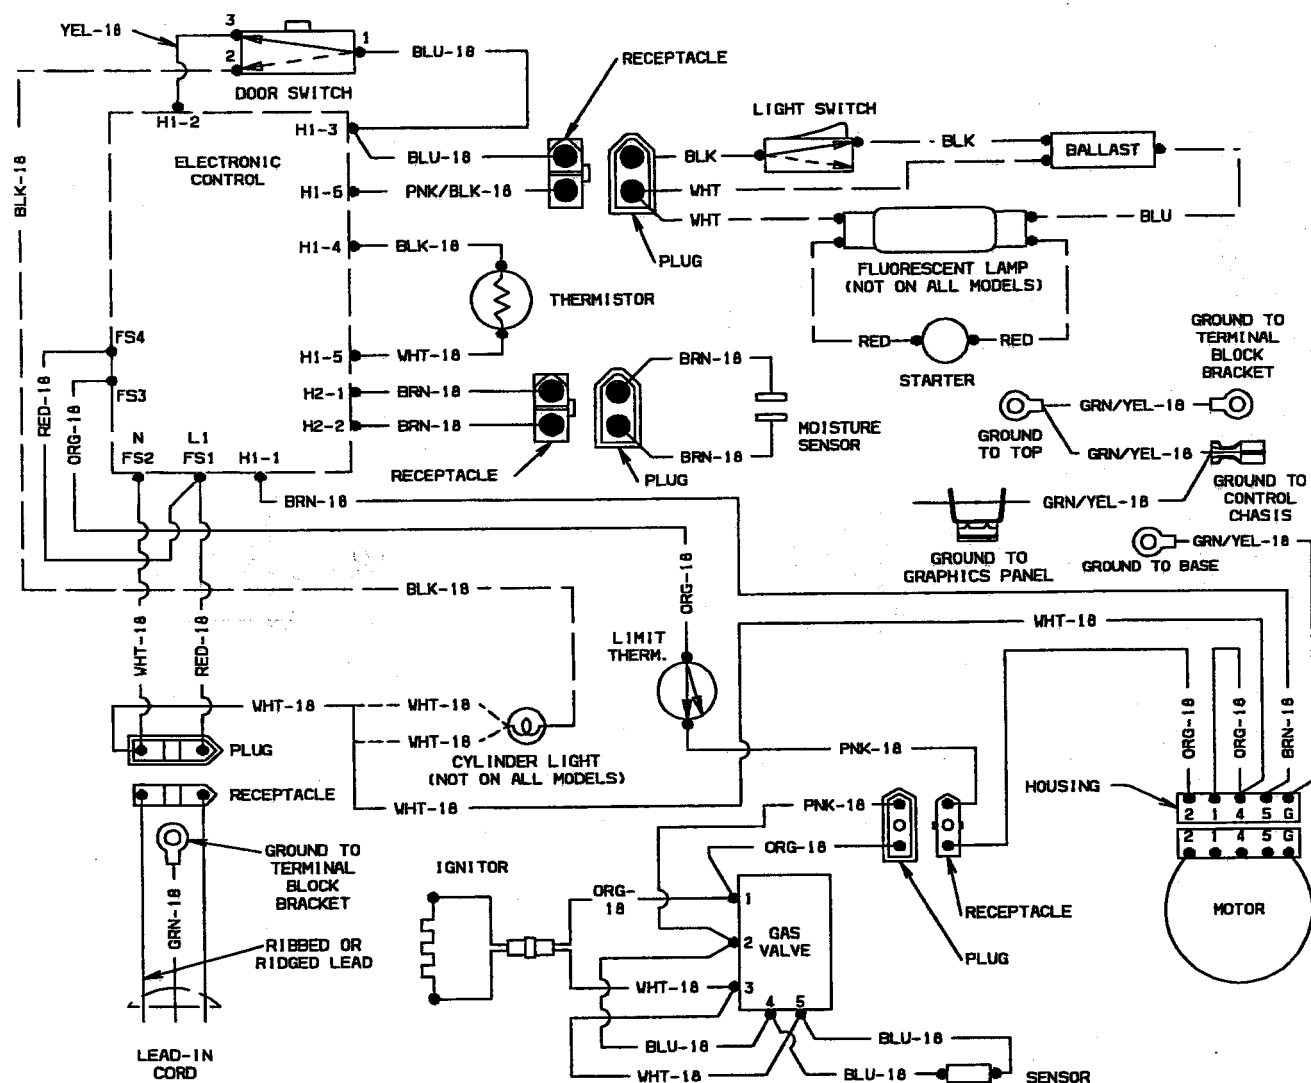 YEL-18
3
1
2
BLU-18
DOOR SWITCH
RECEPTACLE
LIGHT SWITCH
H1-2
H1-3
ELECTRONIC
CONTROL
BLU-18
BLK
BLK
BALLAST
BLK-18
H1-6
PNK/BLK-18
WHT
WHT
BLU
H1-4
BLK-18
PLUG
FLUORESCENT LAMP
(NOT ON ALL MODELS)
THERMISTOR
FS4
H1-5
WHT-18
RED
RED
STARTER
GROUND TO
TERMINAL
BLOCK
BRACKET
FS3
H2-1
BRN-18
BRN-18
RED-18
ORG-18
H2-2
BRN-18
MOISTURE
SENSOR
GRN/YEL-18
GROUND
TO TOP
GRN/YEL-18
N
FS2
L1
FS1
H1-1
RECEPTACLE
BRN-18
PLUG
GROUND TO
CONTROL
CHASIS
BRN-18
GRN/YEL-18
GRN/YEL-18
GROUND TO
GRAPHICS PANEL
GROUND TO BASE
BLK-18
ORG-18
WHT-18
RED-18
LIMIT
THERM.
WHT-18
WHT-18
WHT-18
WHT-18
PLUG
CYLINDER LIGHT
(NOT ON ALL MODELS)
PNK-18
ORG-18
ORG-18
BRN-18
RECEPTACLE
WHT-18
PNK-18
HOUSING
2 1 4 5 G
2 1 4 5 G
GROUND TO
TERMINAL
BLOCK
BRACKET
GRN-18
IGNITOR
ORG-18
ORG-
18
1
RECEPTACLE
MOTOR
RIBBED OR
RIDGED LEAD
2
GAS
VALVE
PLUG
WHT-18
3
4
5
BLU-18
BLU-18
LEAD-IN
CORD
WHT-18
BLU-18
SENSOR